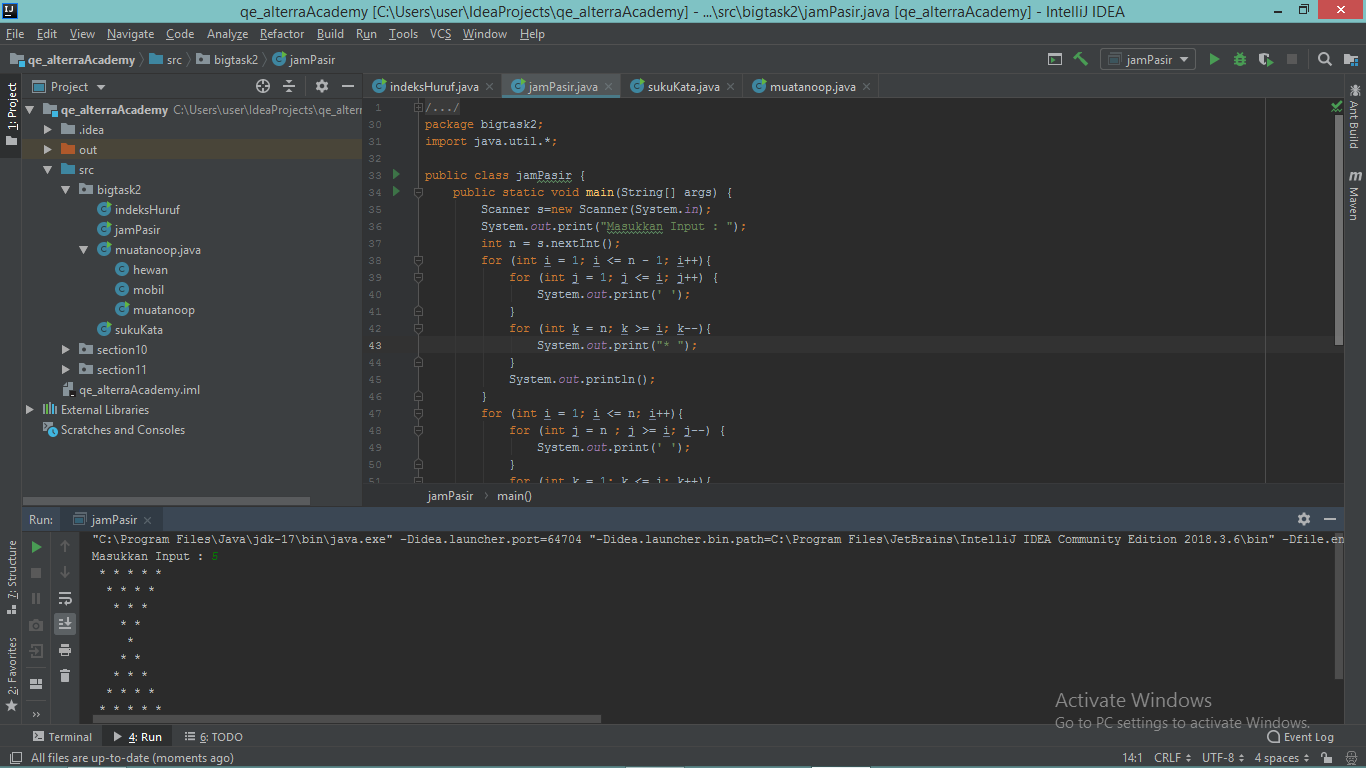 qe_alterraAcademy [C:\Users\user\IdeaProjects\qe_alterraAcademy] - ...\src\bigtask2\jamPasir.java [qe_alterraAcademy] - IntelliJ IDEA
File Edit View Navigate Code Analyze Refactor Build Run Tools VCS Window Help
qe_alterraAcademy src bigtask2 jamPasir
jamPasir
1: Project
Project
qe_alterraAcademy C:\Users\user\IdeaProjects\qe_alterr
.idea
out
src
bigtask2
indeksHuruf
jamPasir
muatanoop.java
hewan
mobil
muatanoop
sukuKata
section10
section11
qe_alterraAcademy.iml
External Libraries
Scratches and Consoles
indeksHuruf.java jamPasir.java sukuKata.java muatanoop.java
1 /.../
30 package bigtask2;
31 import java.util.*;
32
33 public class jamPasir {
34 public static void main(String[] args) {
35 Scanner s=new Scanner(System.in);
36 System.out.print("Masukkan Input : ");
37 int n = s.nextInt();
38 for (int i = 1; i <= n - 1; i++){
39 for (int j = 1; j <= i; j++) {
40 System.out.print(' ');
41 }
42 for (int k = n; k >= i; k--){
43 System.out.print("* ");
44 }
45 System.out.println();
46 }
47 for (int i = 1; i <= n; i++){
48 for (int j = n ; j >= i; j--) {
49 System.out.print(' ');
50 }
51 for (int k = 1; k <= i; k++){
jamPasir main()
Ant Build
Maven
Run: jamPasir
"C:\Program Files\Java\jdk-17\bin\java.exe" -Didea.launcher.port=64704 "-Didea.launcher.bin.path=C:\Program Files\JetBrains\IntelliJ IDEA Community Edition 2018.3.6\bin" -Dfile.en
Masukkan Input : 5
* * * * *
* * * *
* * *
* *
*
* *
* * *
* * * *
* * * * *
7: Structure
2: Favorites
Activate Windows
Go to PC settings to activate Windows.
Terminal 4: Run 6: TODO Event Log
All files are up-to-date (moments ago) 14:1 CRLF UTF-8 4 spaces